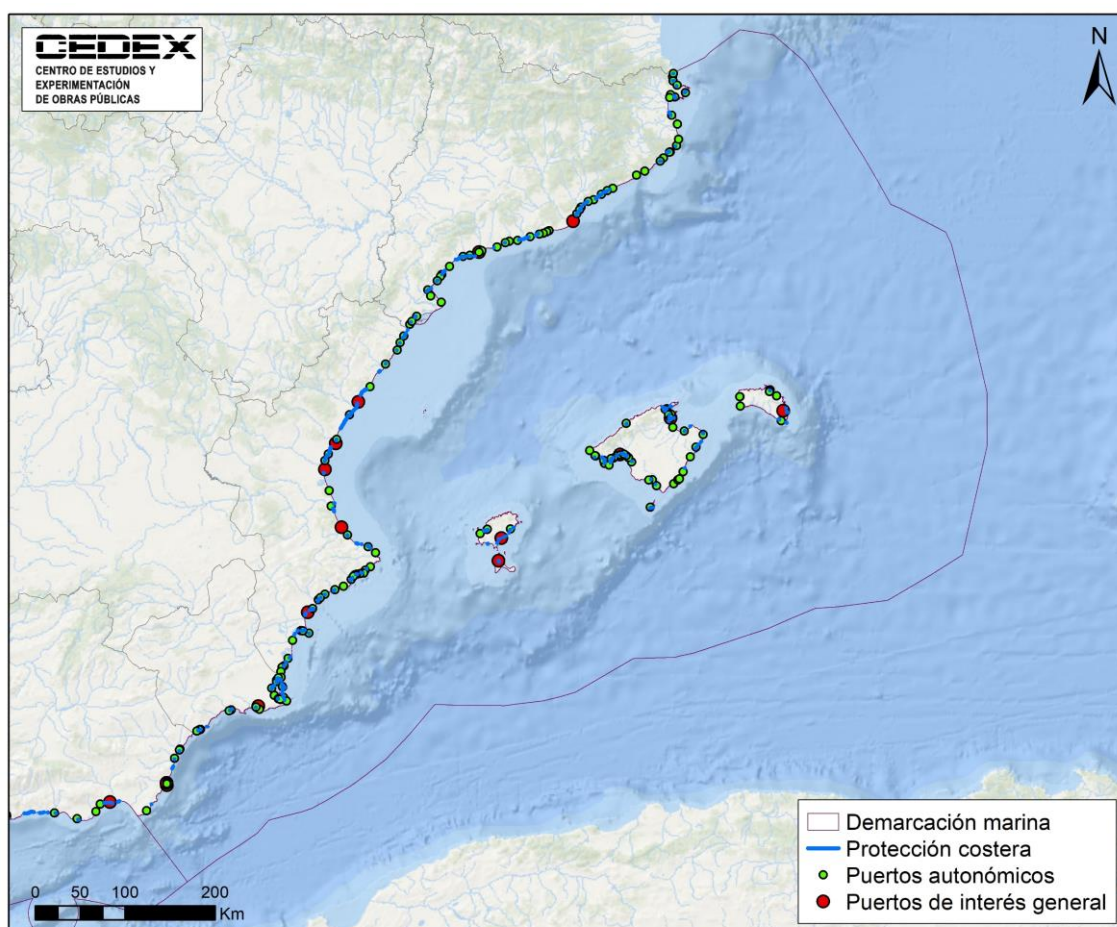 CEDEX
CENTRO DE ESTUDIOS Y
EXPERIMENTACIÓN
DE OBRAS PÚBLICAS
N
Demarcación marina
Protección costera
Puertos autonómicos
Puertos de interés general
0 50 100 200
Km